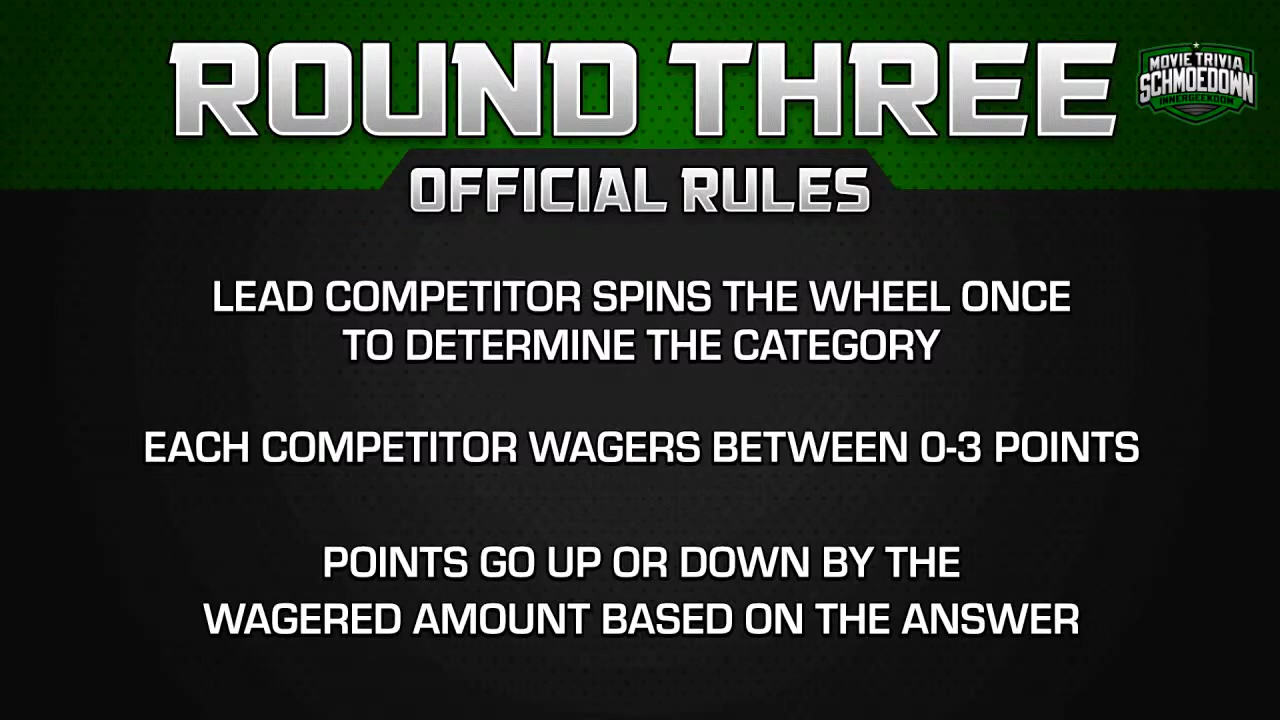 ROUND THREE
MOVIE TRIVIA
SCHMOEDOWN
INNERGEEKDOM
OFFICIAL RULES
LEAD COMPETITOR SPINS THE WHEEL ONCE
TO DETERMINE THE CATEGORY
EACH COMPETITOR WAGERS BETWEEN 0-3 POINTS
POINTS GO UP OR DOWN BY THE
WAGERED AMOUNT BASED ON THE ANSWER